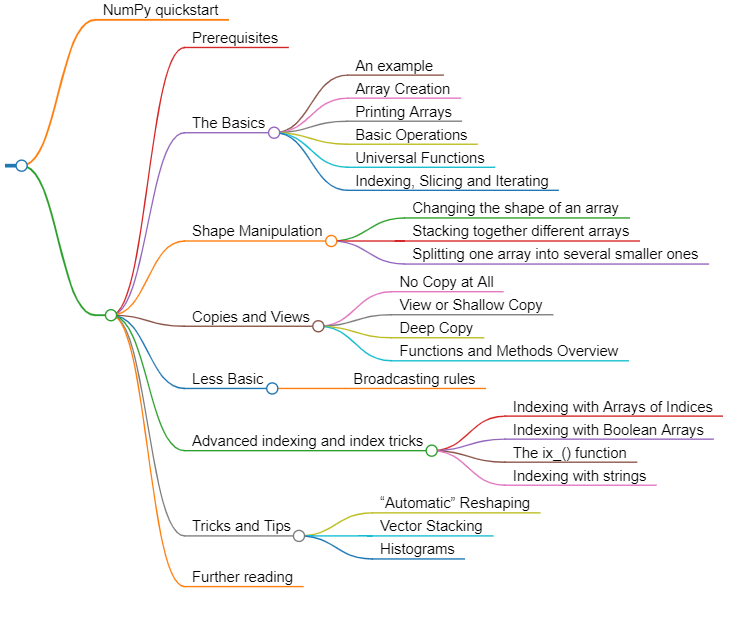 NumPy quickstart
Prerequisites
The Basics
An example
Array Creation
Printing Arrays
Basic Operations
Universal Functions
Indexing, Slicing and Iterating
Shape Manipulation
Changing the shape of an array
Stacking together different arrays
Splitting one array into several smaller ones
Copies and Views
No Copy at All
View or Shallow Copy
Deep Copy
Functions and Methods Overview
Less Basic
Broadcasting rules
Advanced indexing and index tricks
Indexing with Arrays of Indices
Indexing with Boolean Arrays
The ix_() function
Indexing with strings
Tricks and Tips
“Automatic” Reshaping
Vector Stacking
Histograms
Further reading